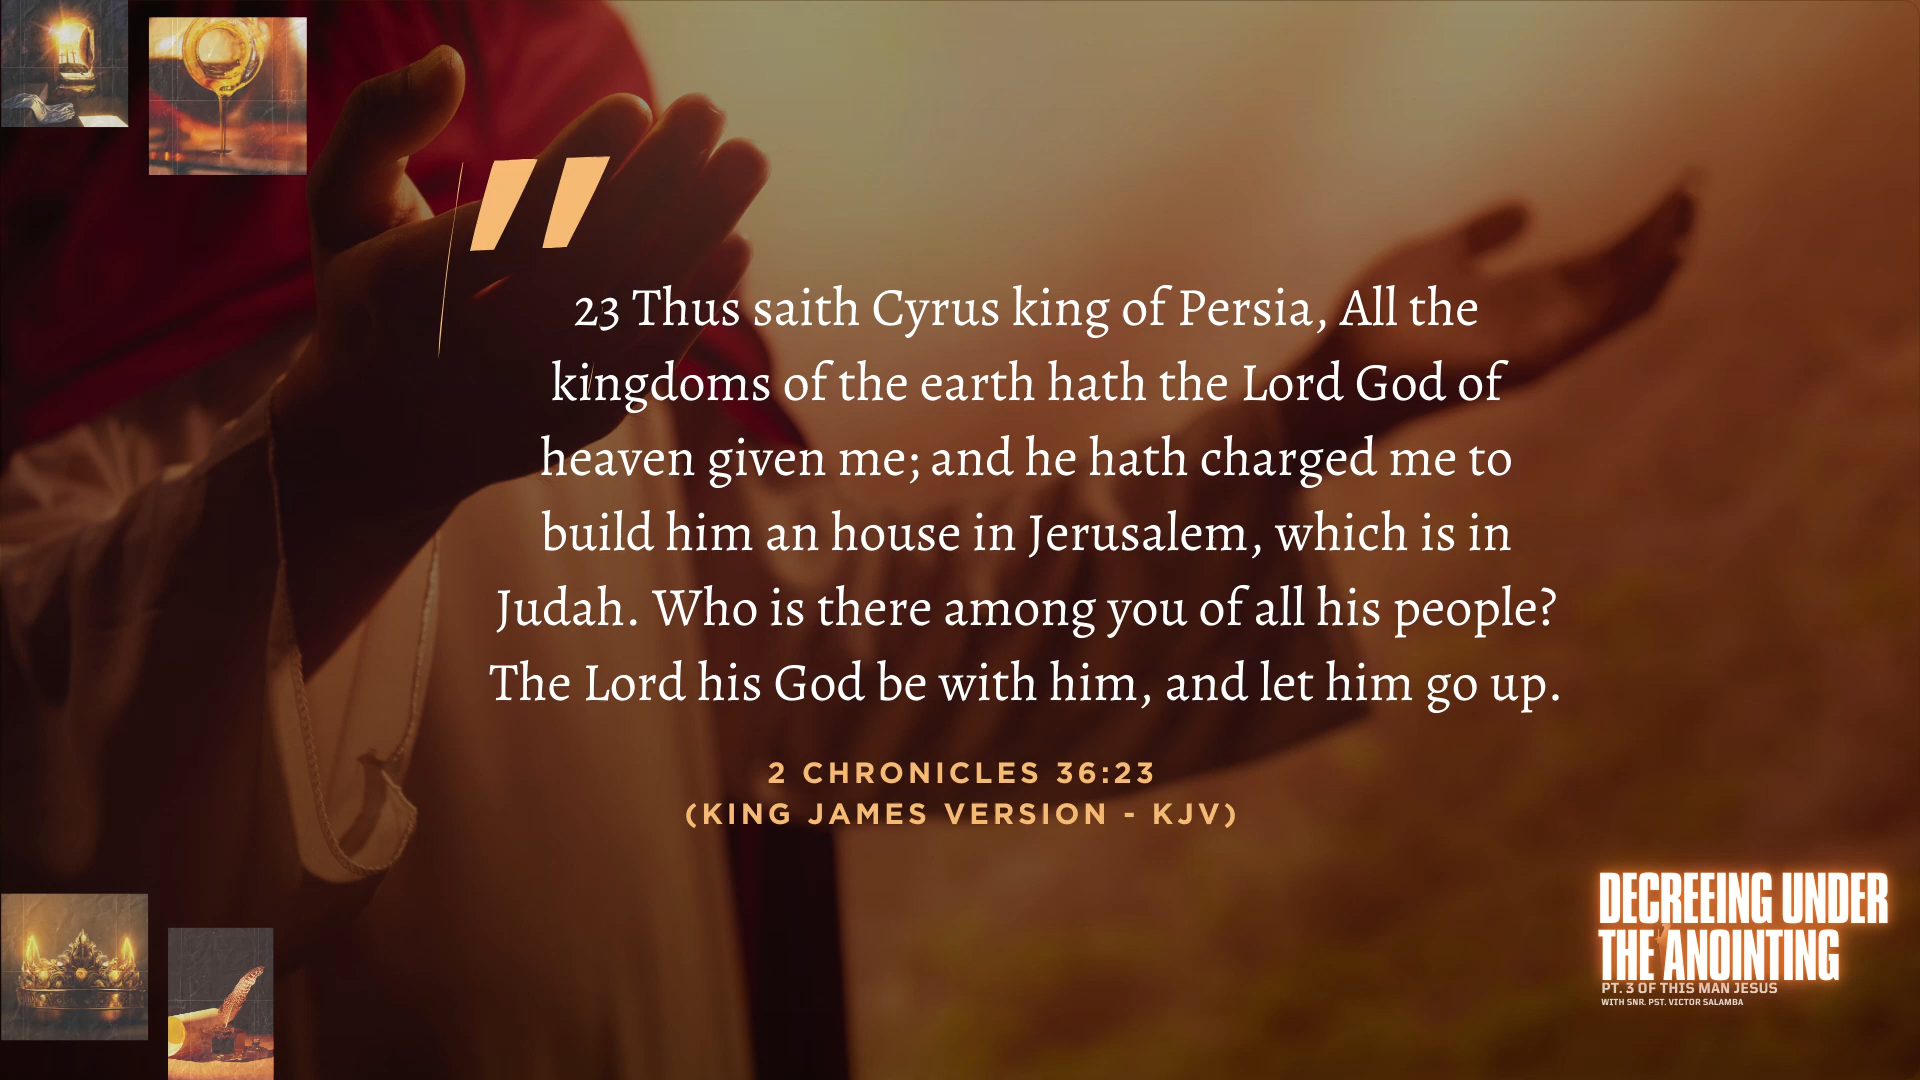 "
23 Thus saith Cyrus king of Persia, All the
kingdoms of the earth hath the Lord God of
heaven given me; and he hath charged me to
build him an house in Jerusalem, which is in
Judah. Who is there among you of all his people?
The Lord his God be with him, and let him go up.
2 CHRONICLES 36:23
(KING JAMES VERSION - KJV)
DECREEING UNDER
THE ANOINTING
PT. 3 OF THIS MAN JESUS
WITH SNR. PST. VICTOR SALAMBA